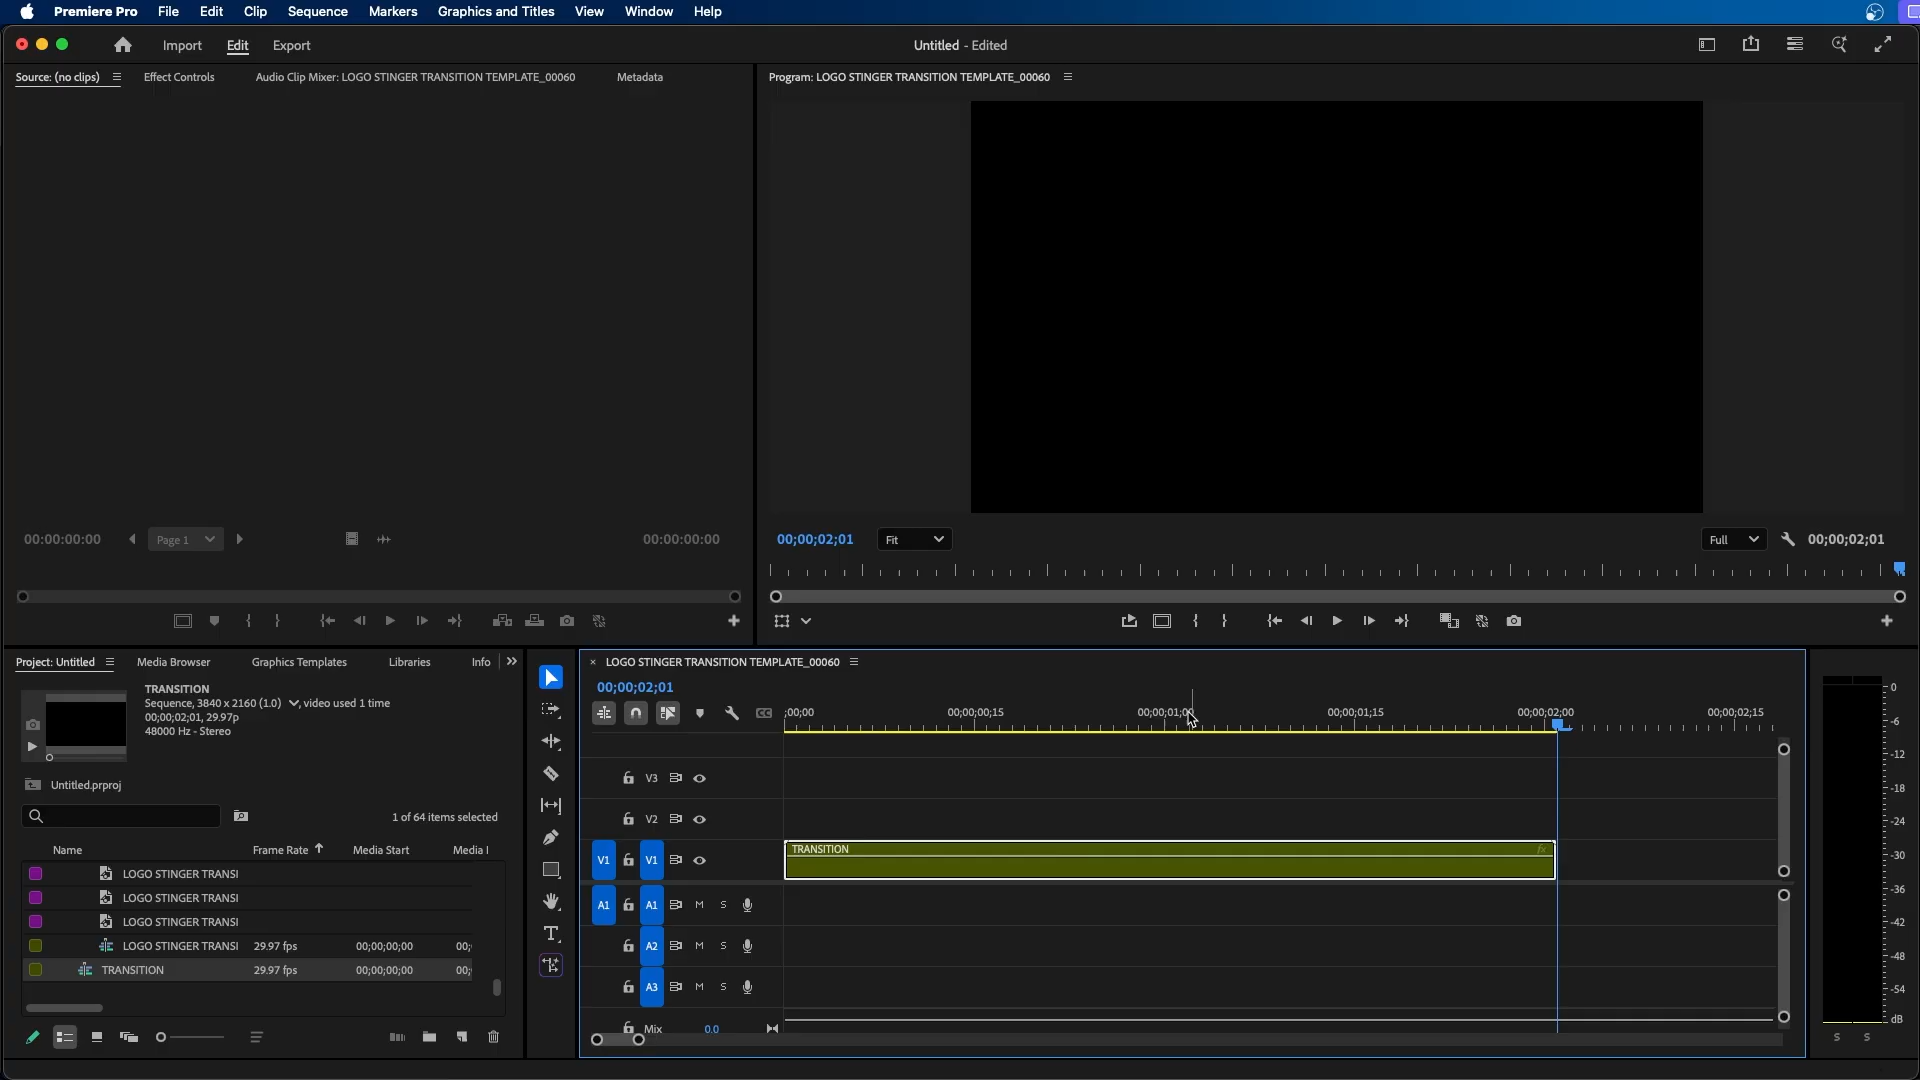 Premiere Pro File Edit Clip Sequence Markers Graphics and Titles View Window Help
Import Edit Export
Untitled - Edited
Source: (no clips) Effect Controls Audio Clip Mixer: LOGO STINGER TRANSITION TEMPLATE_00060 Metadata
Program: LOGO STINGER TRANSITION TEMPLATE_00060
00:00:00:00 Page 1 00:00:00:00
00;00;02;01 Fit Full 00;00;02;01
Project: Untitled Media Browser Graphics Templates Libraries Info
TRANSITION
Sequence, 3840 x 2160 (1.0) , video used 1 time
00;00;02;01, 29.97p
48000 Hz - Stereo
Untitled.prproj
1 of 64 items selected
Name Frame Rate Media Start Media I
LOGO STINGER TRANSI
LOGO STINGER TRANSI
LOGO STINGER TRANSI
LOGO STINGER TRANSI 29.97 fps 00;00;00;00 00;
TRANSITION 29.97 fps 00;00;00;00 00;
× LOGO STINGER TRANSITION TEMPLATE_00060
00;00;02;01
CC
;00;00 00;00;00;15 00;00;01;15 00;00;02;00 00;00;02;15
V3
V2
V1 V1
TRANSITION fx
A1 A1 M S
A2 M S
A3 M S
Mix 0.0
0
-6
-12
-18
-24
-30
-36
-42
-48
-54
dB
S S